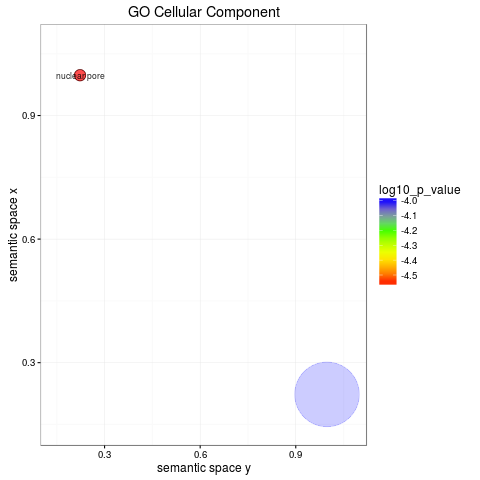 GO Cellular Component
nuclear pore
0.9
0.6
0.3
semantic space x
0.3
0.6
0.9
semantic space y
log10_p_value
-4.0
-4.1
-4.2
-4.3
-4.4
-4.5